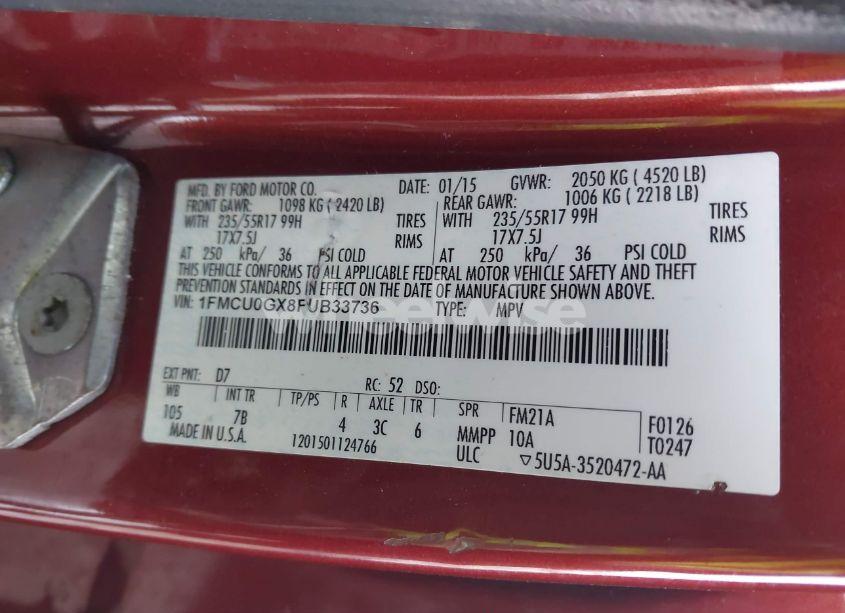 MFD. BY FORD MOTOR CO. DATE: 01/15 GVWR: 2050 KG ( 4520 LB)
FRONT GAWR: 1098 KG ( 2420 LB) REAR GAWR: 1006 KG ( 2218 LB)
WITH 235/55R17 99H TIRES WITH 235/55R17 99H TIRES
17X7.5J RIMS 17X7.5J RIMS
AT 250 kPa/ 36 PSI COLD AT 250 kPa/ 36 PSI COLD
THIS VEHICLE CONFORMS TO ALL APPLICABLE FEDERAL MOTOR VEHICLE SAFETY AND THEFT
PREVENTION STANDARDS IN EFFECT ON THE DATE OF MANUFACTURE SHOWN ABOVE.
VIN: 1FMCU0GX8FUB33736 TYPE: MPV
wheelwise
EXT PNT: D7 RC: 52 DSO:
WB INT TR TP/PS R AXLE TR SPR FM21A F0126
105 7B 4 3C 6 MMPP 10A T0247
MADE IN U.S.A. 1201501124766 ULC ▽5U5A-3520472-AA